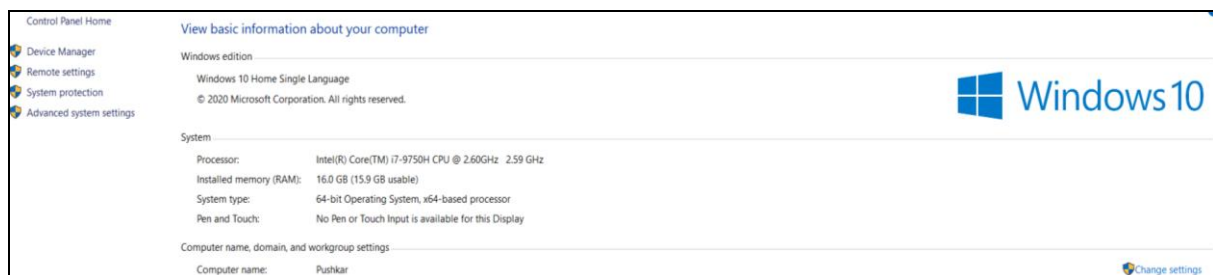 Control Panel Home
Device Manager
Remote settings
System protection
Advanced system settings
View basic information about your computer
Windows edition
Windows 10 Home Single Language
© 2020 Microsoft Corporation. All rights reserved.
Windows 10
System
Processor: Intel(R) Core(TM) i7-9750H CPU @ 2.60GHz 2.59 GHz
Installed memory (RAM): 16.0 GB (15.9 GB usable)
System type: 64-bit Operating System, x64-based processor
Pen and Touch: No Pen or Touch Input is available for this Display
Computer name, domain, and workgroup settings
Computer name: Pushkar
Change settings